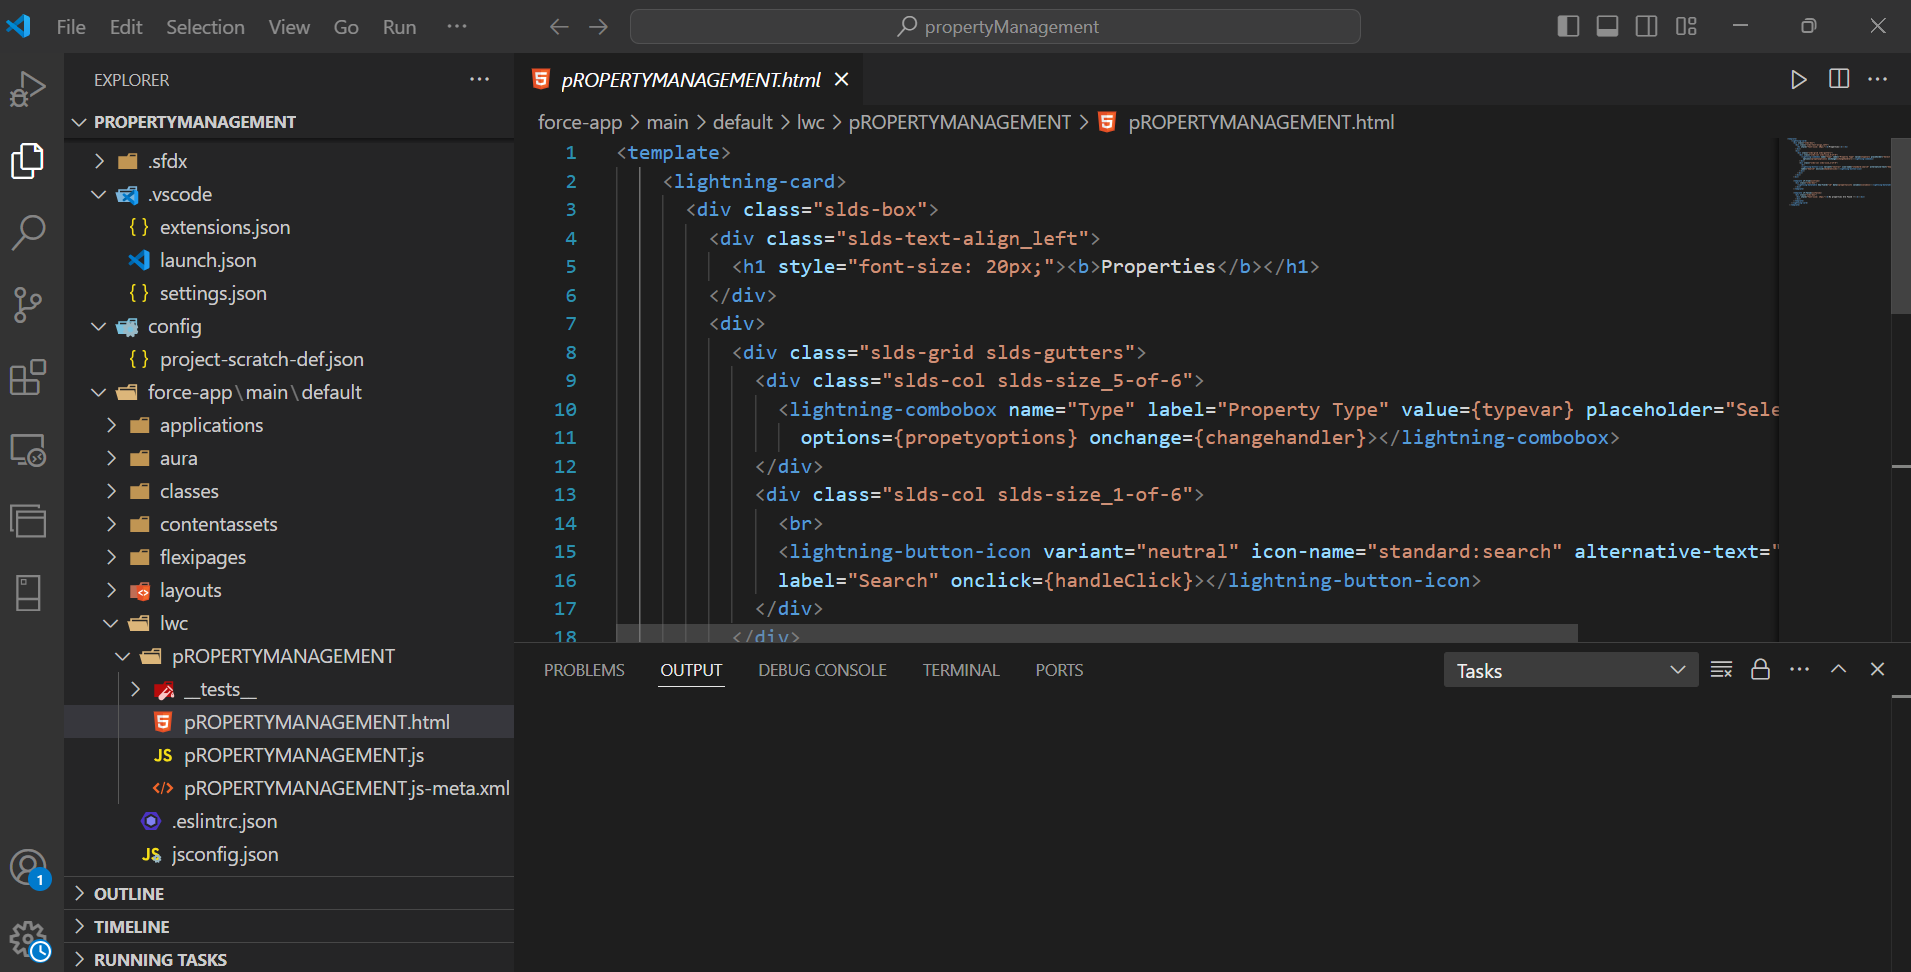 File Edit Selection View Go Run ··· propertyManagement
EXPLORER
PROPERTYMANAGEMENT
.sfdx
.vscode
extensions.json
launch.json
settings.json
config
project-scratch-def.json
force-app\main\default
applications
aura
classes
contentassets
flexipages
layouts
lwc
pROPERTYMANAGEMENT
__tests__
pROPERTYMANAGEMENT.html
JS pROPERTYMANAGEMENT.js
pROPERTYMANAGEMENT.js-meta.xml
.eslintrc.json
JS jsconfig.json
1
OUTLINE
TIMELINE
RUNNING TASKS
pROPERTYMANAGEMENT.html
force-app > main > default > lwc > pROPERTYMANAGEMENT > pROPERTYMANAGEMENT.html
1 <template>
2 <lightning-card>
3 <div class="slds-box">
4 <div class="slds-text-align_left">
5 <h1 style="font-size: 20px;"><b>Properties</b></h1>
6 </div>
7 <div>
8 <div class="slds-grid slds-gutters">
9 <div class="slds-col slds-size_5-of-6">
10 <lightning-combobox name="Type" label="Property Type" value={typevar} placeholder="Sele
11 options={propetyoptions} onchange={changehandler}></lightning-combobox>
12 </div>
13 <div class="slds-col slds-size_1-of-6">
14 <br>
15 <lightning-button-icon variant="neutral" icon-name="standard:search" alternative-text="
16 label="Search" onclick={handleClick}></lightning-button-icon>
17 </div>
18 </div>
PROBLEMS OUTPUT DEBUG CONSOLE TERMINAL PORTS Tasks